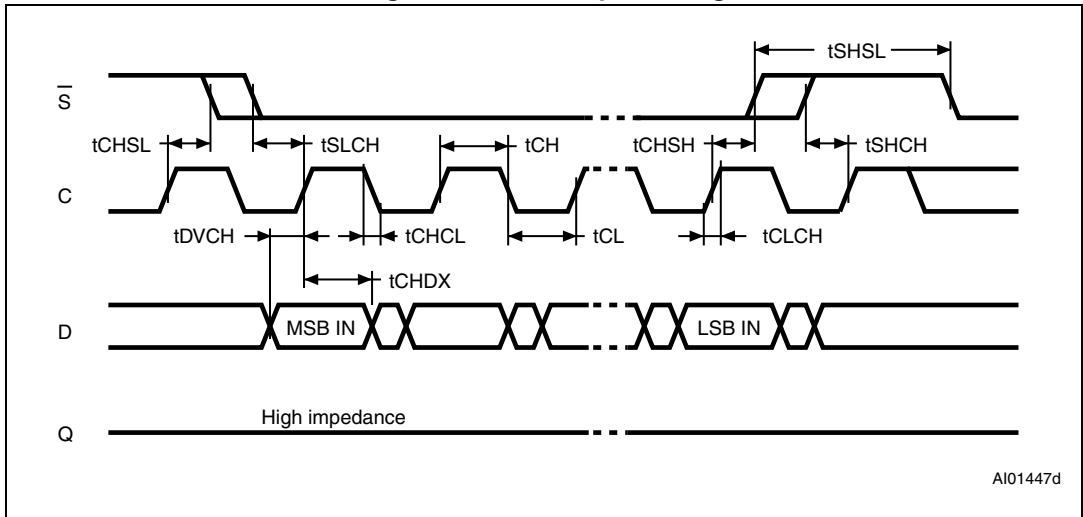 tSHSL
S̅
tCHSL tSLCH tCH tCHSH tSHCH
C
tDVCH tCHCL tCL tCLCH
tCHDX
D MSB IN LSB IN
High impedance
Q
AI01447d